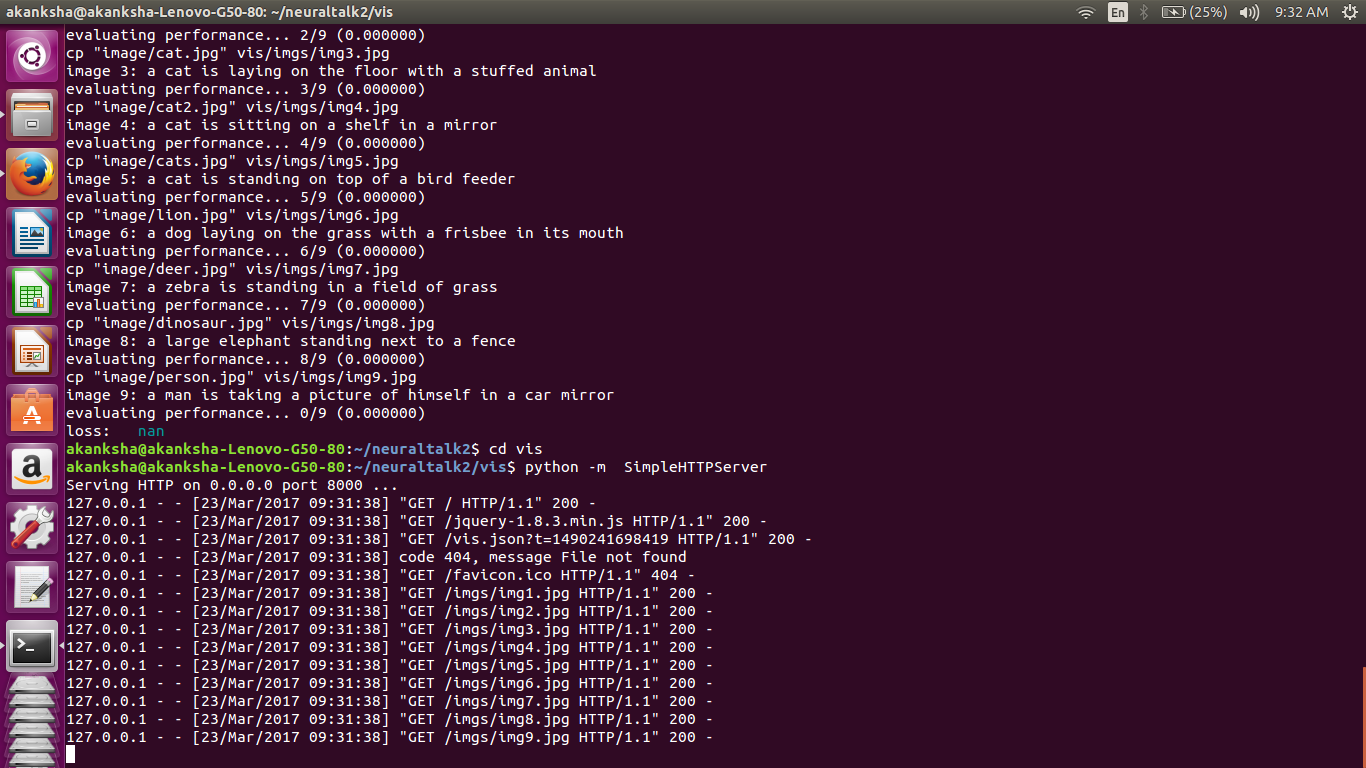 akanksha@akanksha-Lenovo-G50-80: ~/neuraltalk2/vis En (25%) 9:32 AM
evaluating performance... 2/9 (0.000000)
cp "image/cat.jpg" vis/imgs/img3.jpg
image 3: a cat is laying on the floor with a stuffed animal
evaluating performance... 3/9 (0.000000)
cp "image/cat2.jpg" vis/imgs/img4.jpg
image 4: a cat is sitting on a shelf in a mirror
evaluating performance... 4/9 (0.000000)
cp "image/cats.jpg" vis/imgs/img5.jpg
image 5: a cat is standing on top of a bird feeder
evaluating performance... 5/9 (0.000000)
cp "image/lion.jpg" vis/imgs/img6.jpg
image 6: a dog laying on the grass with a frisbee in its mouth
evaluating performance... 6/9 (0.000000)
cp "image/deer.jpg" vis/imgs/img7.jpg
image 7: a zebra is standing in a field of grass
evaluating performance... 7/9 (0.000000)
cp "image/dinosaur.jpg" vis/imgs/img8.jpg
image 8: a large elephant standing next to a fence
evaluating performance... 8/9 (0.000000)
cp "image/person.jpg" vis/imgs/img9.jpg
image 9: a man is taking a picture of himself in a car mirror
evaluating performance... 0/9 (0.000000)
loss:   nan
akanksha@akanksha-Lenovo-G50-80:~/neuraltalk2$ cd vis
akanksha@akanksha-Lenovo-G50-80:~/neuraltalk2/vis$ python -m  SimpleHTTPServer
Serving HTTP on 0.0.0.0 port 8000 ...
127.0.0.1 - - [23/Mar/2017 09:31:38] "GET / HTTP/1.1" 200 -
127.0.0.1 - - [23/Mar/2017 09:31:38] "GET /jquery-1.8.3.min.js HTTP/1.1" 200 -
127.0.0.1 - - [23/Mar/2017 09:31:38] "GET /vis.json?t=1490241698419 HTTP/1.1" 200 -
127.0.0.1 - - [23/Mar/2017 09:31:38] code 404, message File not found
127.0.0.1 - - [23/Mar/2017 09:31:38] "GET /favicon.ico HTTP/1.1" 404 -
127.0.0.1 - - [23/Mar/2017 09:31:38] "GET /imgs/img1.jpg HTTP/1.1" 200 -
127.0.0.1 - - [23/Mar/2017 09:31:38] "GET /imgs/img2.jpg HTTP/1.1" 200 -
127.0.0.1 - - [23/Mar/2017 09:31:38] "GET /imgs/img3.jpg HTTP/1.1" 200 -
127.0.0.1 - - [23/Mar/2017 09:31:38] "GET /imgs/img4.jpg HTTP/1.1" 200 -
127.0.0.1 - - [23/Mar/2017 09:31:38] "GET /imgs/img5.jpg HTTP/1.1" 200 -
127.0.0.1 - - [23/Mar/2017 09:31:38] "GET /imgs/img6.jpg HTTP/1.1" 200 -
127.0.0.1 - - [23/Mar/2017 09:31:38] "GET /imgs/img7.jpg HTTP/1.1" 200 -
127.0.0.1 - - [23/Mar/2017 09:31:38] "GET /imgs/img8.jpg HTTP/1.1" 200 -
127.0.0.1 - - [23/Mar/2017 09:31:38] "GET /imgs/img9.jpg HTTP/1.1" 200 -